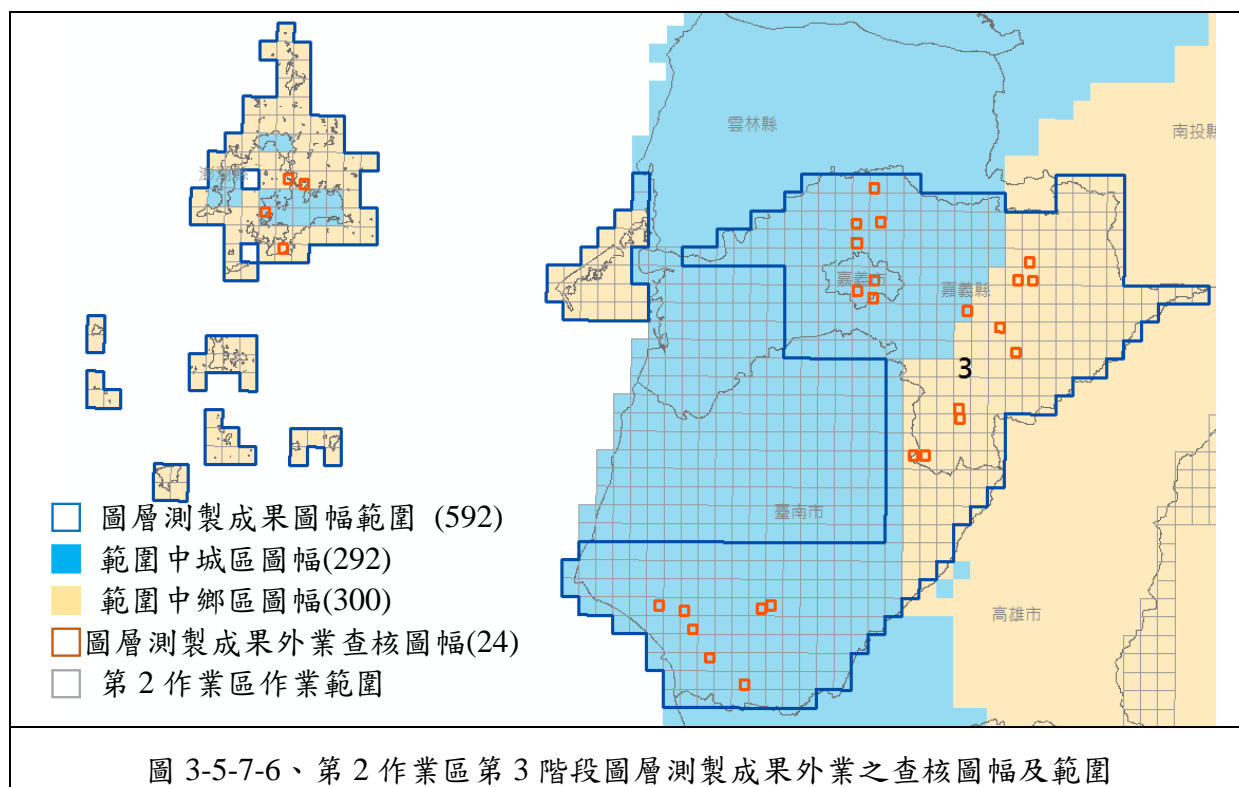 雲林縣
南投縣
澎湖縣
嘉義市
嘉義縣
3
臺南市
高雄市
圖層測製成果圖幅範圍 (592)
範圍中城區圖幅(292)
範圍中鄉區圖幅(300)
圖層測製成果外業查核圖幅(24)
第 2 作業區作業範圍
圖 3-5-7-6、第 2 作業區第 3 階段圖層測製成果外業之查核圖幅及範圍